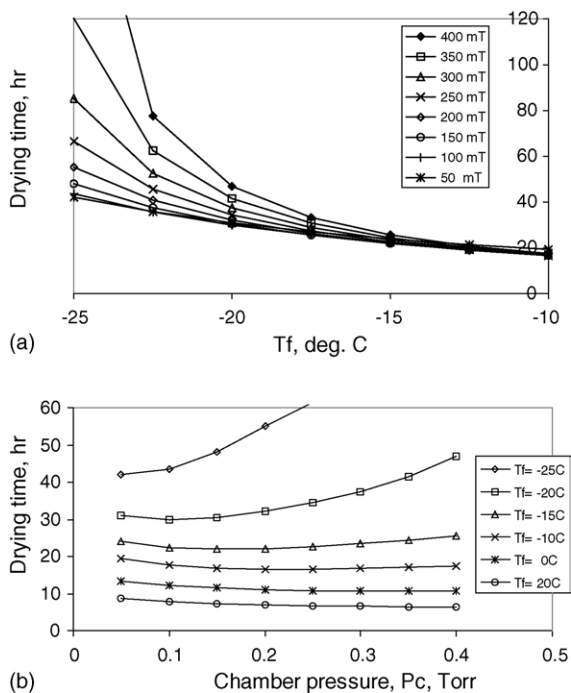 Drying time, hr
120
100
80
60
40
20
0
400 mT
350 mT
300 mT
250 mT
200 mT
150 mT
100 mT
50 mT
-25
-20
-15
-10
Tf, deg. C
(a)
Drying time, hr
60
50
40
30
20
10
0
Tf= -25C
Tf= -20C
Tf= -15C
Tf= -10C
Tf= 0C
Tf= 20C
0
0.1
0.2
0.3
0.4
0.5
Chamber pressure, Pc, Torr
(b)